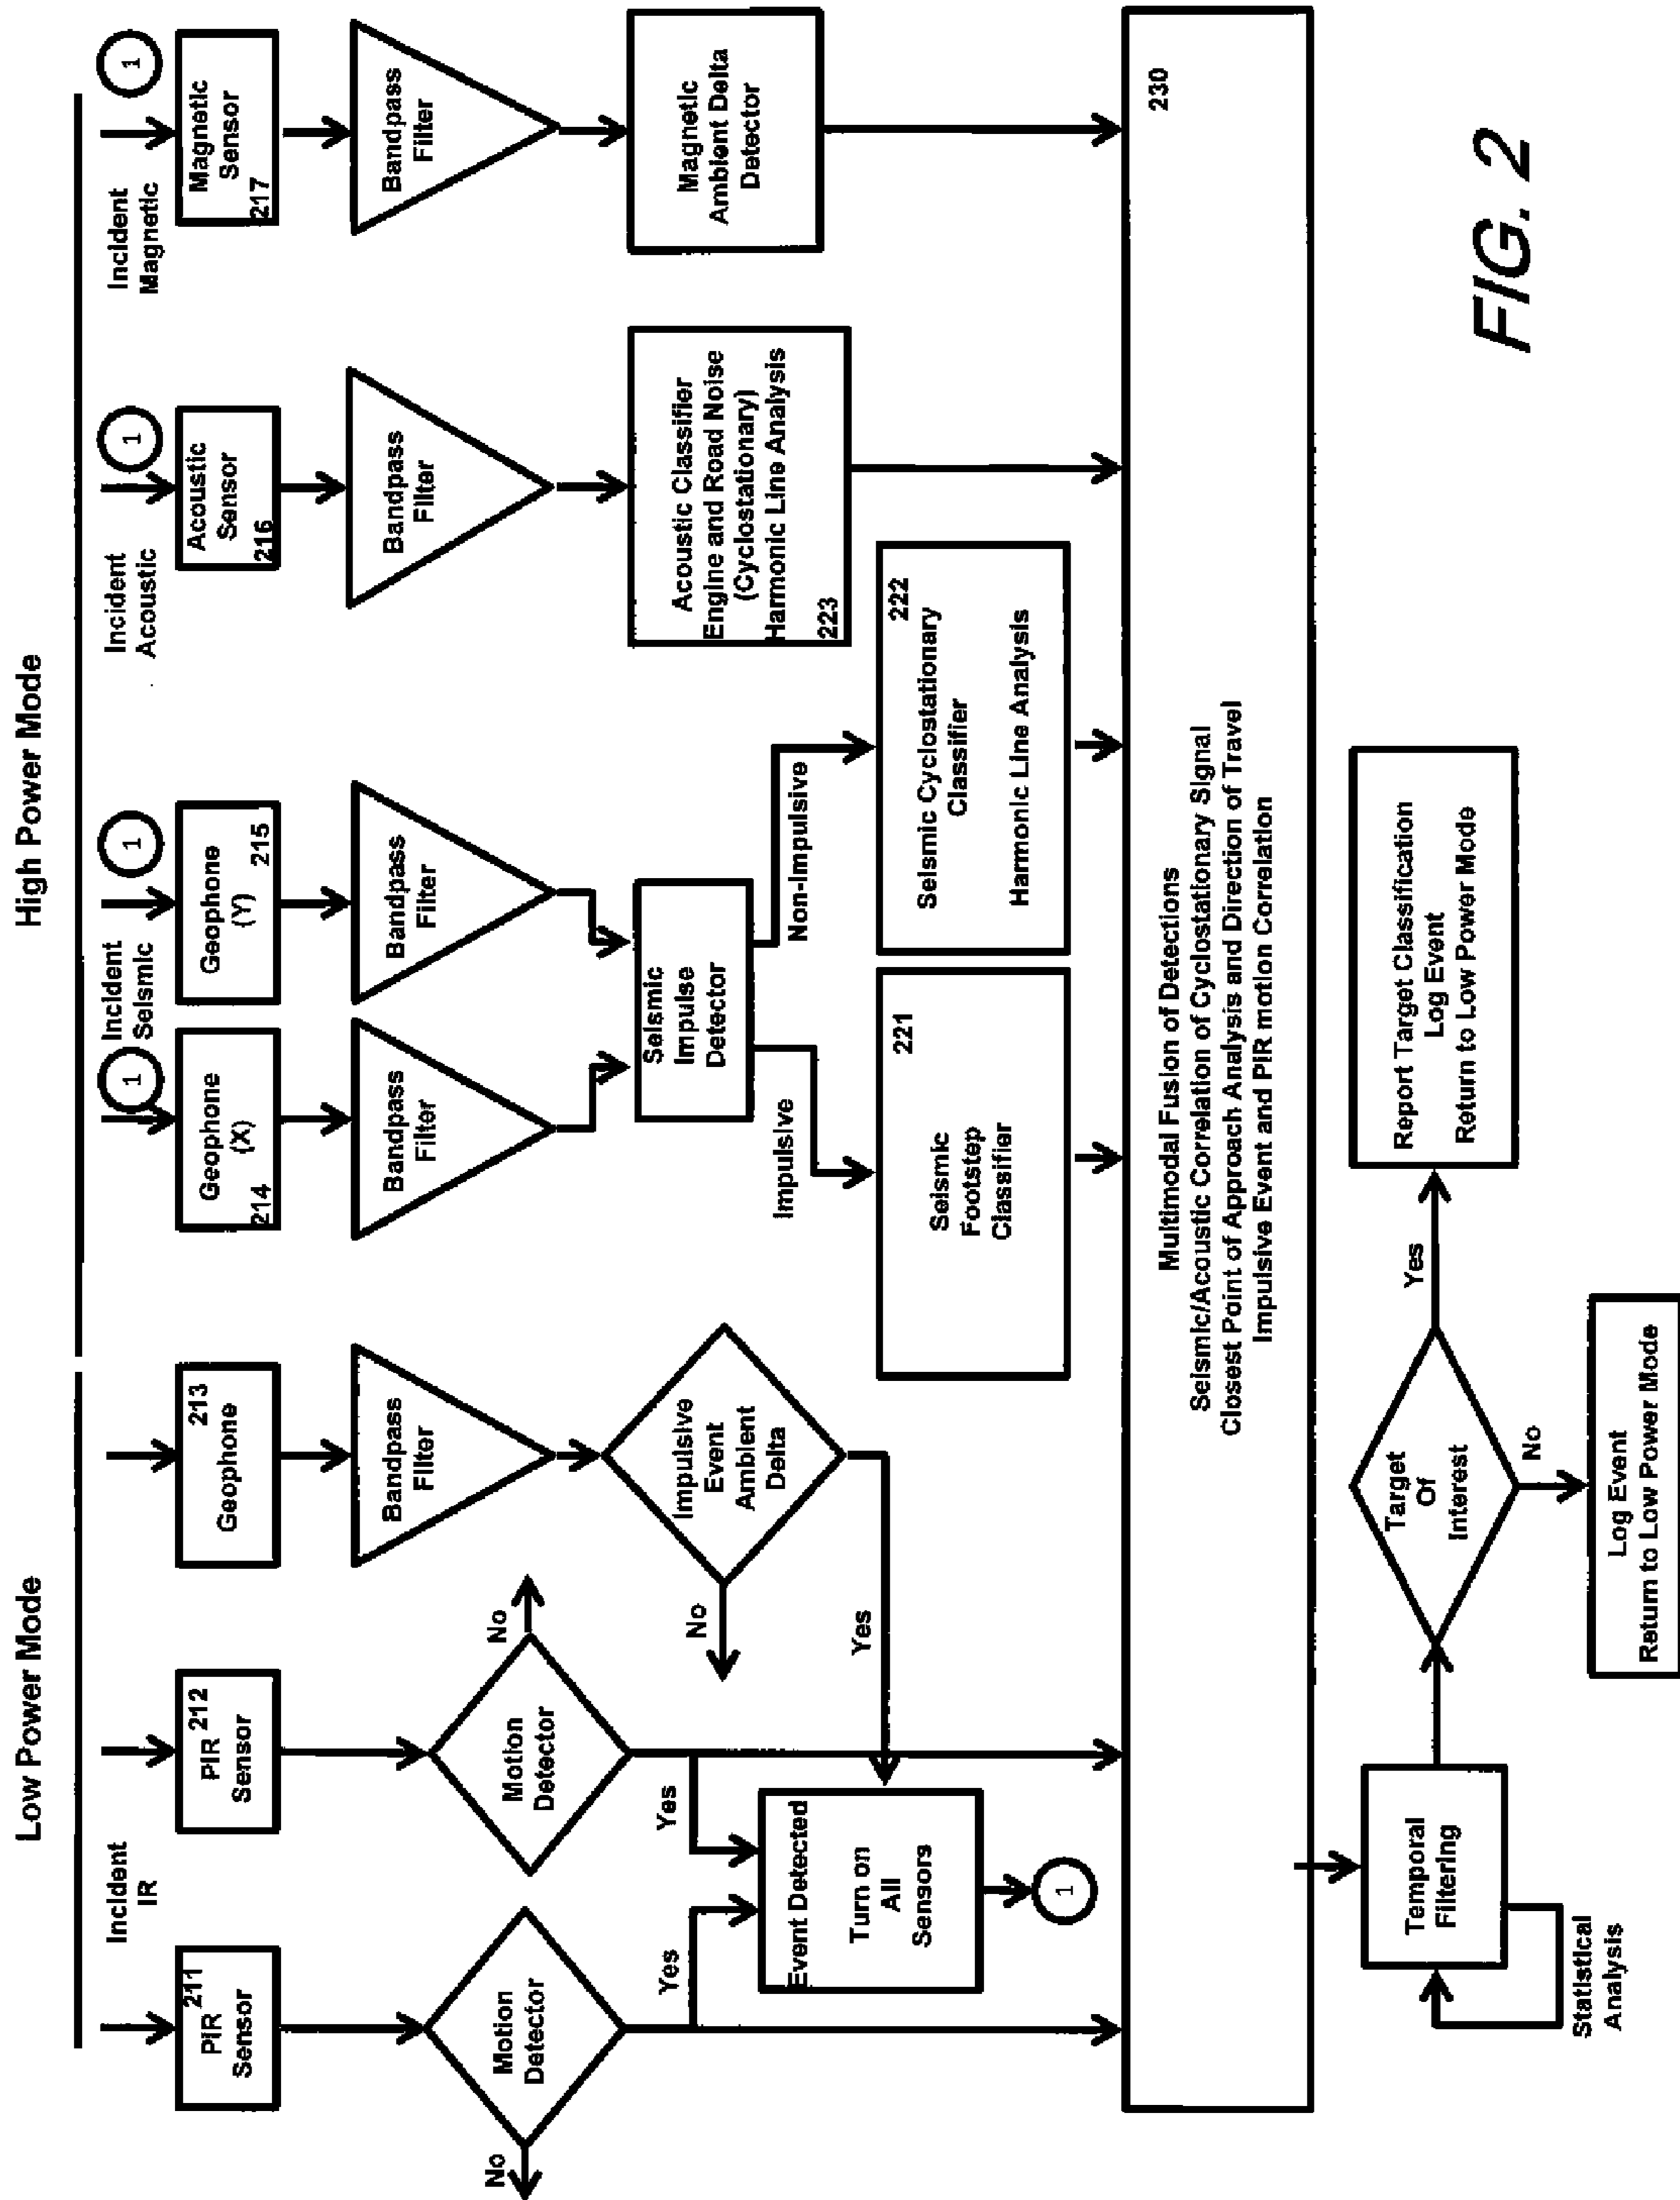 Low Power Mode
High Power Mode
Incident
IR
Incident
Seismic
Incident
Acoustic
Incident
Magnetic
1
1
1
1
211
PIR
Sensor
212
PIR
Sensor
213
Geophone
Geophone
(X)
214
Geophone
(Y)
215
Acoustic
Sensor
216
Magnetic
Sensor
217
Motion
Detector
No
Yes
Motion
Detector
No
Yes
Bandpass
Filter
Impulsive
Event
Ambient
Delta
No
Yes
Event Detected
Turn on
All
Sensors
1
Bandpass
Filter
Bandpass
Filter
Seismic
Impulse
Detector
Impulsive
Non-Impulsive
221
Seismic
Footstep
Classifier
222
Seismic Cyclostationary
Classifier
Harmonic Line Analysis
Bandpass
Filter
Acoustic Classifier
Engine and Road Noise
(Cyclostationary)
Harmonic Line Analysis
223
Bandpass
Filter
Magnetic
Ambient Delta
Detector
230
Multimodal Fusion of Detections
Seismic/Acoustic Correlation of Cyclostationary Signal
Closest Point of Approach Analysis and Direction of Travel
Impulsive Event and PIR motion Correlation
Temporal
Filtering
Statistical
Analysis
Target
Of
Interest
Yes
No
Report Target Classification
Log Event
Return to Low Power Mode
Log Event
Return to Low Power Mode
FIG. 2